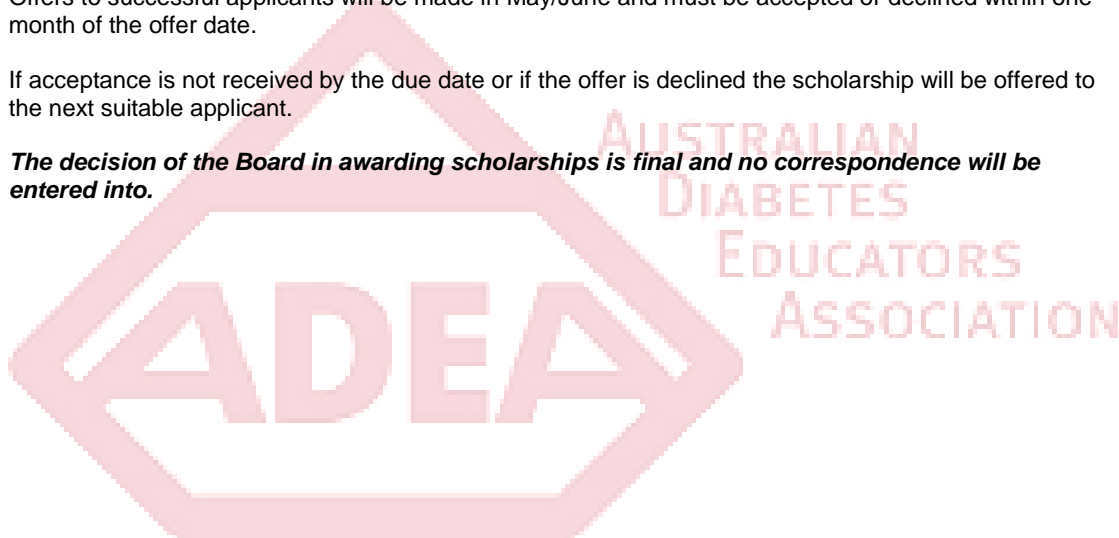 Offers to successful applicants will be made in May/June and must be accepted or declined within one
month of the offer date.
If acceptance is not received by the due date or if the offer is declined the scholarship will be offered to
the next suitable applicant.
The decision of the Board in awarding scholarships is final and no correspondence will be
entered into.
AUSTRALIAN
DIABETES
EDUCATORS
ASSOCIATION
ADEA